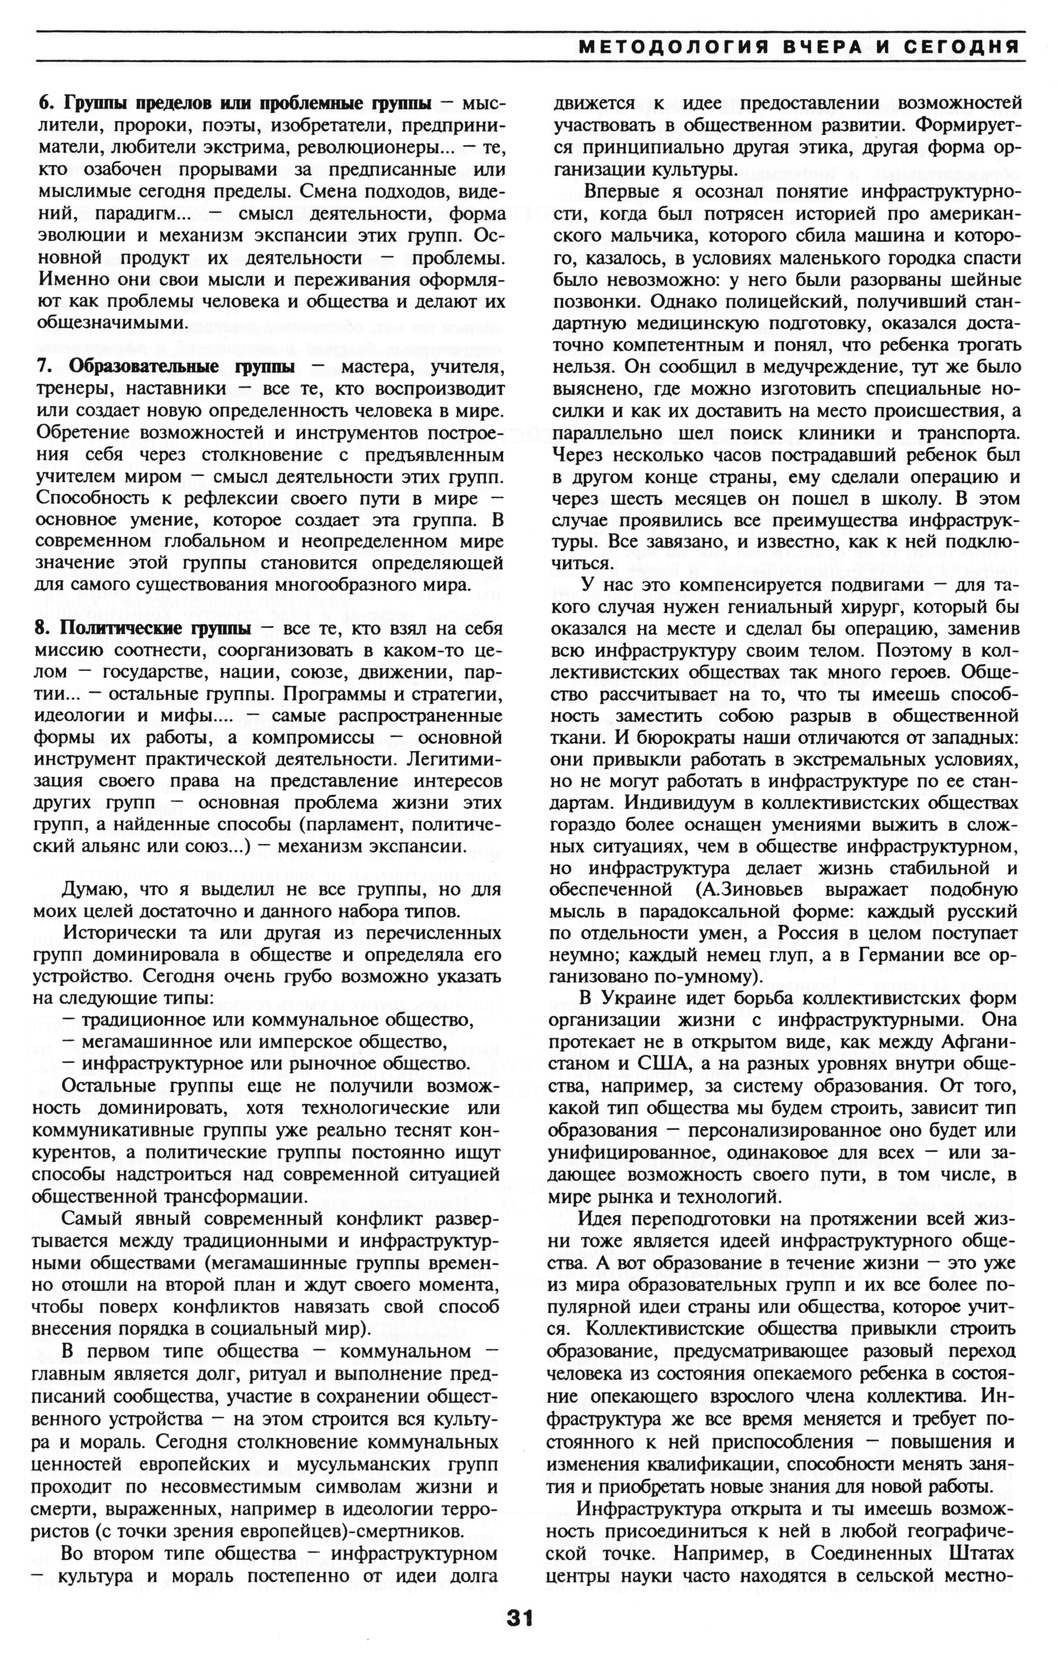 МЕТОДОЛОГИЯ ВЧЕРА И СЕГОДНЯ
6. Группы пределов или проблемные группы — мыс-
лители, пророки, поэты, изобретатели, предприни-
матели, любители экстрима, революционеры... — те,
кто озабочен прорывами за предписанные или
мыслимые сегодня пределы. Смена подходов, виде-
ний, парадигм... — смысл деятельности, форма
эволюции и механизм экспансии этих групп. Ос-
новной продукт их деятельности — проблемы.
Именно они свои мысли и переживания оформля-
ют как проблемы человека и общества и делают их
общезначимыми.
7. Образовательные группы — мастера, учителя,
тренеры, наставники — все те, кто воспроизводит
или создает новую определенность человека в мире.
Обретение возможностей и инструментов построе-
ния себя через столкновение с предъявленным
учителем миром — смысл деятельности этих групп.
Способность к рефлексии своего пути в мире —
основное умение, которое создает эта группа. В
современном глобальном и неопределенном мире
значение этой группы становится определяющей
для самого существования многообразного мира.
8. Политические группы — все те, кто взял на себя
миссию соотнести, соорганизовать в каком-то це-
лом — государстве, нации, союзе, движении, пар-
тии... — остальные группы. Программы и стратегии,
идеологии и мифы.... — самые распространенные
формы их работы, а компромиссы — основной
инструмент практической деятельности. Легитими-
зация своего права на представление интересов
других групп — основная проблема жизни этих
групп, а найденные способы (парламент, политиче-
ский альянс или союз...) — механизм экспансии.
Думаю, что я выделил не все группы, но для
моих целей достаточно и данного набора типов.
Исторически та или другая из перечисленных
групп доминировала в обществе и определяла его
устройство. Сегодня очень грубо возможно указать
на следующие типы:
— традиционное или коммунальное общество,
— мегамашинное или имперское общество,
— инфраструктурное или рыночное общество.
Остальные группы еще не получили возмож-
ность доминировать, хотя технологические или
коммуникативные группы уже реально теснят кон-
курентов, а политические группы постоянно ищут
способы надстроиться над современной ситуацией
общественной трансформации.
Самый явный современный конфликт развер-
тывается между традиционными и инфраструктур-
ными обществами (мегамашинные группы времен-
но отошли на второй план и ждут своего момента,
чтобы поверх конфликтов навязать свой способ
внесения порядка в социальный мир).
В первом типе общества — коммунальном —
главным является долг, ритуал и выполнение пред-
писаний сообщества, участие в сохранении общест-
венного устройства — на этом строится вся культу-
ра и мораль. Сегодня столкновение коммунальных
ценностей европейских и мусульманских групп
проходит по несовместимым символам жизни и
смерти, выраженных, например в идеологии терро-
ристов (с точки зрения европейцев)-смертников.
Во втором типе общества — инфраструктурном
— культура и мораль постепенно от идеи долга
движется к идее предоставлении возможностей
участвовать в общественном развитии. Формирует-
ся принципиально другая этика, другая форма ор-
ганизации культуры.
Впервые я осознал понятие инфраструктурно-
сти, когда был потрясен историей про американ-
ского мальчика, которого сбила машина и которо-
го, казалось, в условиях маленького городка спасти
было невозможно: у него были разорваны шейные
позвонки. Однако полицейский, получивший стан-
дартную медицинскую подготовку, оказался доста-
точно компетентным и понял, что ребенка трогать
нельзя. Он сообщил в медучреждение, тут же было
выяснено, где можно изготовить специальные но-
силки и как их доставить на место происшествия, а
параллельно шел поиск клиники и транспорта.
Через несколько часов пострадавший ребенок был
в другом конце страны, ему сделали операцию и
через шесть месяцев он пошел в школу. В этом
случае проявились все преимущества инфраструк-
туры. Все завязано, и известно, как к ней подклю-
читься.
У нас это компенсируется подвигами — для та-
кого случая нужен гениальный хирург, который бы
оказался на месте и сделал бы операцию, заменив
всю инфраструктуру своим телом. Поэтому в кол-
лективистских обществах так много героев. Обще-
ство рассчитывает на то, что ты имеешь способ-
ность заместить собою разрыв в общественной
ткани. И бюрократы наши отличаются от западных:
они привыкли работать в экстремальных условиях,
но не могут работать в инфраструктуре по ее стан-
дартам. Индивидуум в коллективистских обществах
гораздо более оснащен умениями выжить в слож-
ных ситуациях, чем в обществе инфраструктурном,
но инфраструктура делает жизнь стабильной и
обеспеченной (А.Зиновьев выражает подобную
мысль в парадоксальной форме: каждый русский
по отдельности умен, а Россия в целом поступает
неумно; каждый немец глуп, а в Германии все ор-
ганизовано по-умному).
В Украине идет борьба коллективистских форм
организации жизни с инфраструктурными. Она
протекает не в открытом виде, как между Афгани-
станом и США, а на разных уровнях внутри обще-
ства, например, за систему образования. От того,
какой тип общества мы будем строить, зависит тип
образования — персонализированное оно будет или
унифицированное, одинаковое для всех — или за-
дающее возможность своего пути, в том числе, в
мире рынка и технологий.
Идея переподготовки на протяжении всей жиз-
ни тоже является идеей инфраструктурного обще-
ства. А вот образование в течение жизни — это уже
из мира образовательных групп и их все более по-
пулярной идеи страны или общества, которое учит-
ся. Коллективистские общества привыкли строить
образование, предусматривающее разовый переход
человека из состояния опекаемого ребенка в состоя-
ние опекающего взрослого члена коллектива. Ин-
фраструктура же все время меняется и требует по-
стоянного к ней приспособления — повышения и
изменения квалификации, способности менять заня-
тия и приобретать новые знания для новой работы.
Инфраструктура открыта и ты имеешь возмож-
ность присоединиться к ней в любой географиче-
ской точке. Например, в Соединенных Штатах
центры науки часто находятся в сельской местно-
31